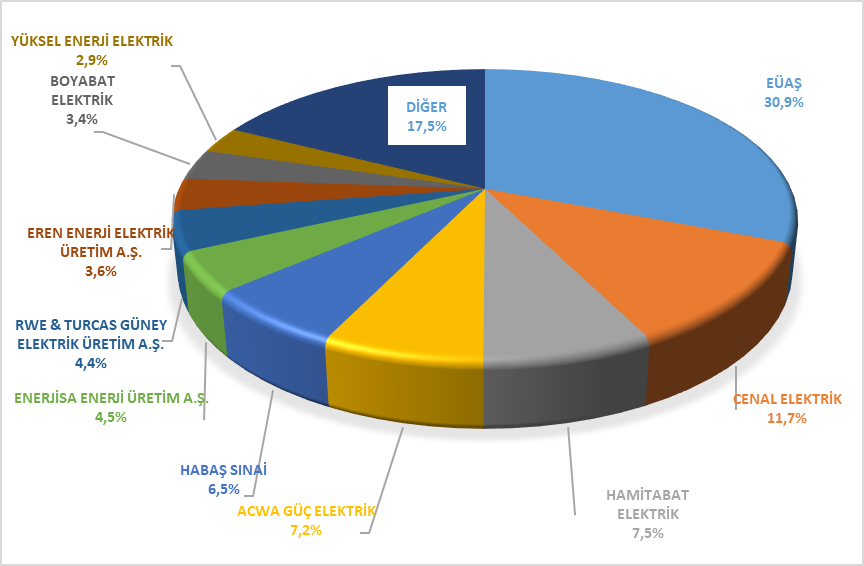 YÜKSEL ENERJİ ELEKTRİK
2,9%
BOYABAT
ELEKTRİK
3,4%
DİĞER
17,5%
EÜAŞ
30,9%
EREN ENERJİ ELEKTRİK
ÜRETİM A.Ş.
3,6%
RWE & TURCAS GÜNEY
ELEKTRİK ÜRETİM A.Ş.
4,4%
ENERJİSA ENERJİ ÜRETİM A.Ş.
4,5%
CENAL ELEKTRİK
11,7%
HABAŞ SINAİ
6,5%
ACWA GÜÇ ELEKTRİK
7,2%
HAMİTABAT
ELEKTRİK
7,5%